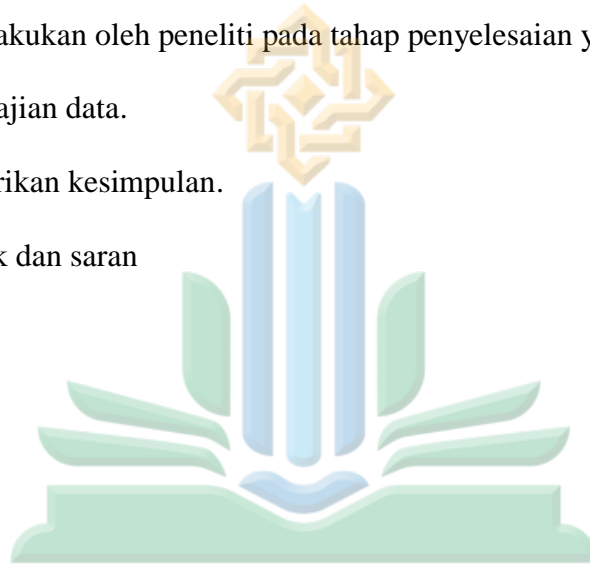 akukan oleh peneliti pada tahap penyelesaian y
ajian data.
rikan kesimpulan.
k dan saran